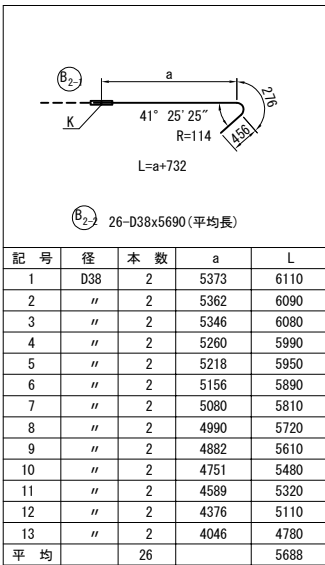 B2-1
a
276
K
41° 25' 25"
R=114
456
L=a+732
B2-2 26-D38x5690(平均長)
記 号 径 本 数 a L
1 D38 2 5373 6110
2 〃 2 5362 6090
3 〃 2 5346 6080
4 〃 2 5260 5990
5 〃 2 5218 5950
6 〃 2 5156 5890
7 〃 2 5080 5810
8 〃 2 4990 5720
9 〃 2 4882 5610
10 〃 2 4751 5480
11 〃 2 4589 5320
12 〃 2 4376 5110
13 〃 2 4046 4780
平 均 26 5688